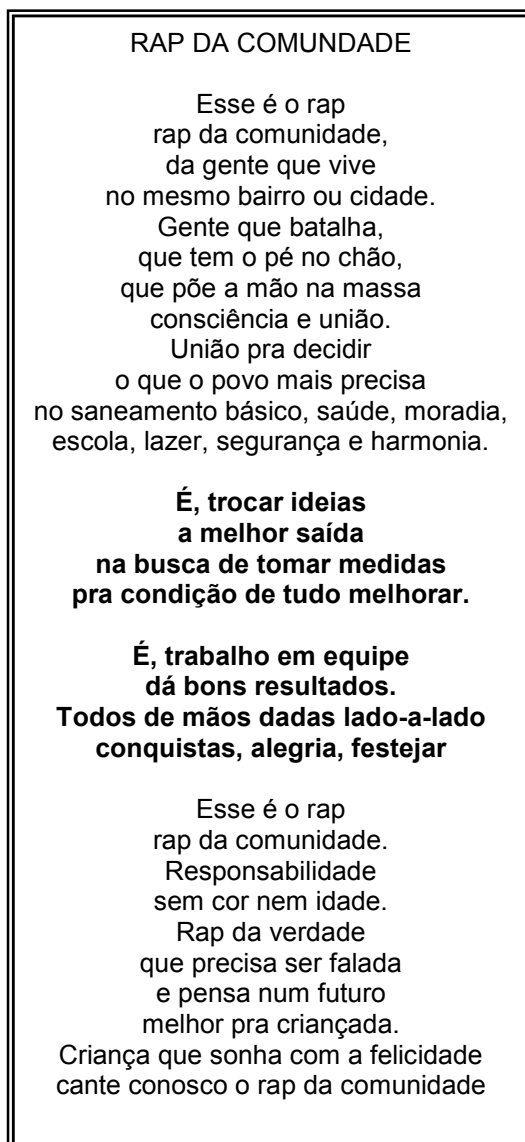 RAP DA COMUNDADE
Esse é o rap
rap da comunidade,
da gente que vive
no mesmo bairro ou cidade.
Gente que batalha,
que tem o pé no chão,
que põe a mão na massa
consciência e união.
União pra decidir
o que o povo mais precisa
no saneamento básico, saúde, moradia,
escola, lazer, segurança e harmonia.
É, trocar ideias
a melhor saída
na busca de tomar medidas
pra condição de tudo melhorar.
É, trabalho em equipe
dá bons resultados.
Todos de mãos dadas lado-a-lado
conquistas, alegria, festejar
Esse é o rap
rap da comunidade.
Responsabilidade
sem cor nem idade.
Rap da verdade
que precisa ser falada
e pensa num futuro
melhor pra criançada.
Criança que sonha com a felicidade
cante conosco o rap da comunidade